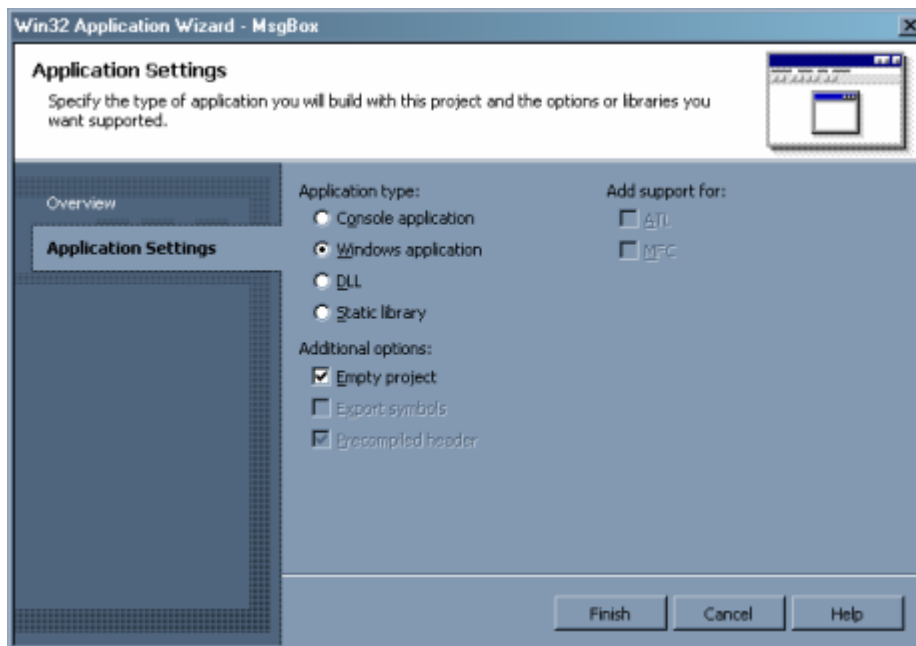 Win32 Application Wizard - MsgBox
Application Settings
Specify the type of application you will build with this project and the options or libraries you
want supported.
Overview
Application Settings
Application type:
Console application
Windows application
DLL
Static library
Additional options:
Empty project
Export symbols
Precompiled header
Add support for:
ATL
MFC
Finish
Cancel
Help